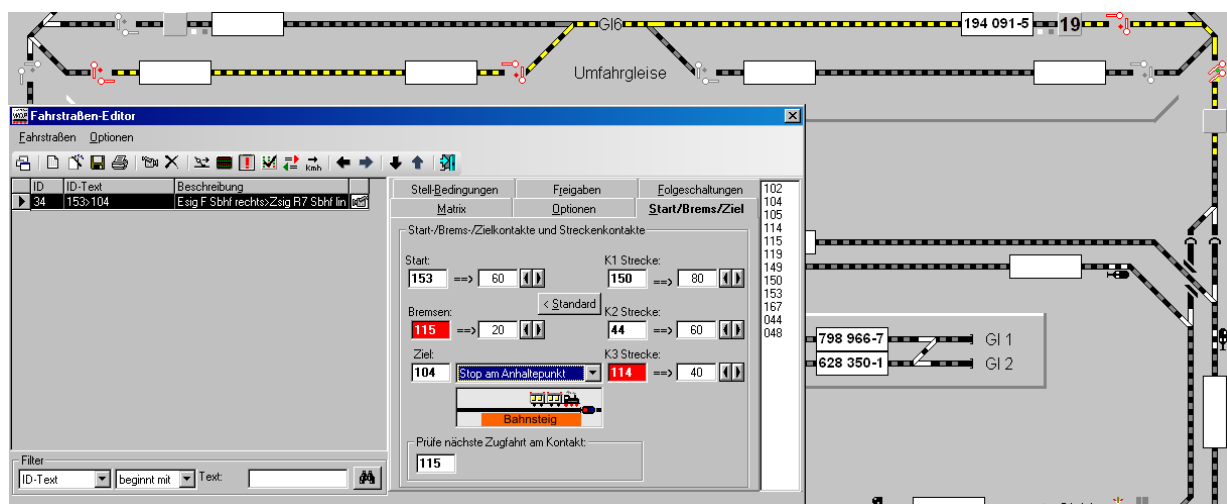 Gl6
194 091-5
19
Umfahrgleise
Fahrstraßen-Editor
Fahrstraßen Optionen
kmh
ID ID-Text Beschreibung
34 153>104 Esig F Sbhf rechts>Zsig R7 Sbhf lin
Stell-Bedingungen Freigaben Folgeschaltungen
Matrix Optionen Start/Brems/Ziel
Start-/Brems-/Zielkontakte und Streckenkontakte
Start: K1 Strecke:
153 ==> 60 150 ==> 80
< Standard
Bremsen: K2 Strecke:
115 ==> 20 44 ==> 60
Ziel: K3 Strecke:
104 Stop am Anhaltepunkt 114 ==> 40
Bahnsteig
Prüfe nächste Zugfahrt am Kontakt:
115
102
104
105
114
115
119
149
150
153
167
044
048
Filter
ID-Text beginnt mit Text:
798 966-7 Gl 1
628 350-1 Gl 2